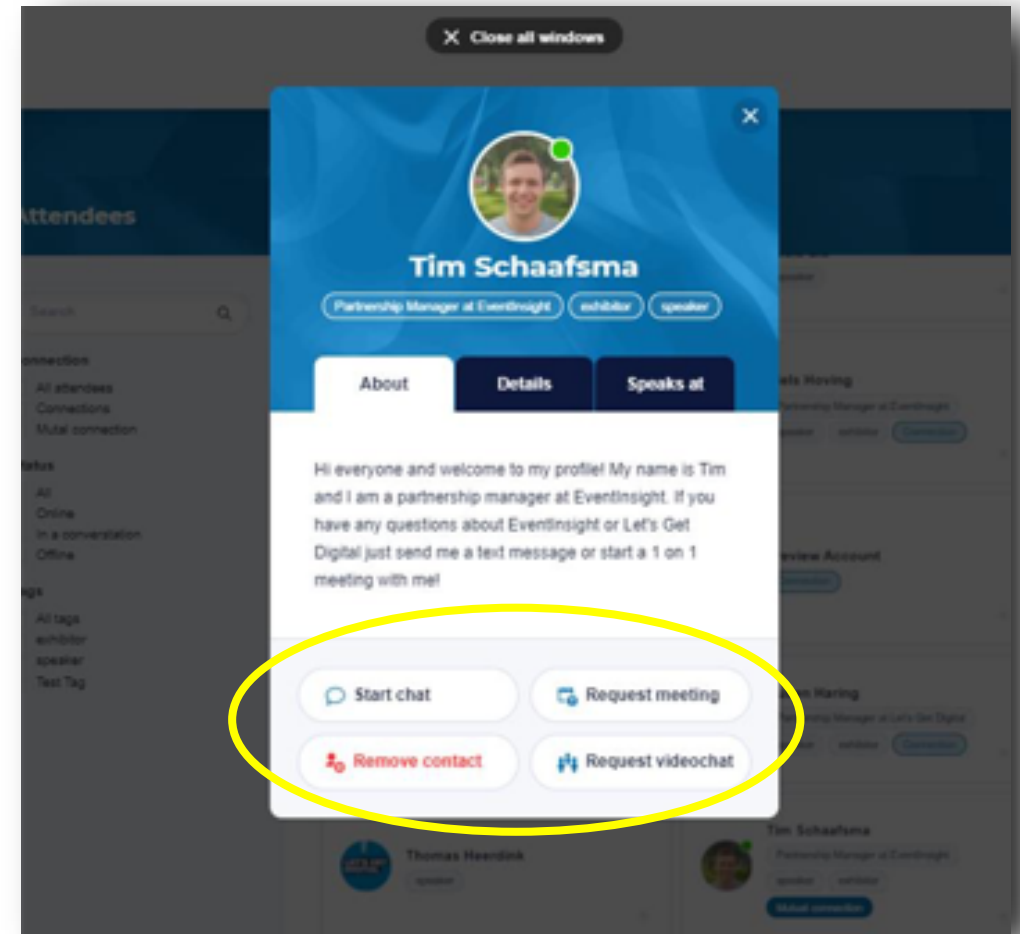 Close all windows
Attendees
Tim Schaafsma
Partnership Manager at EventInsight
exhibitor
speaker
About
Details
Speaks at
Hi everyone and welcome to my profile! My name is Tim
and I am a partnership manager at EventInsight. If you
have any questions about EventInsight or Let's Get
Digital just send me a text message or start a 1 on 1
meeting with me!
Start chat
Request meeting
Remove contact
Request videochat
Search
All attendees
Connections
Mutal connection
All
Online
In a converstation
Offline
All tags
exhibitor
speaker
Test Tag
speaker
Hoving
Partnership Manager at EventInsight
speaker
exhibitor
Connection
Account
Connection
Haring
Partnership Manager at Let's Get Digital
speaker
exhibitor
Connection
Thomas Heerdink
speaker
Tim Schaafsma
Partnership Manager at EventInsight
speaker
exhibitor
Mutual connection